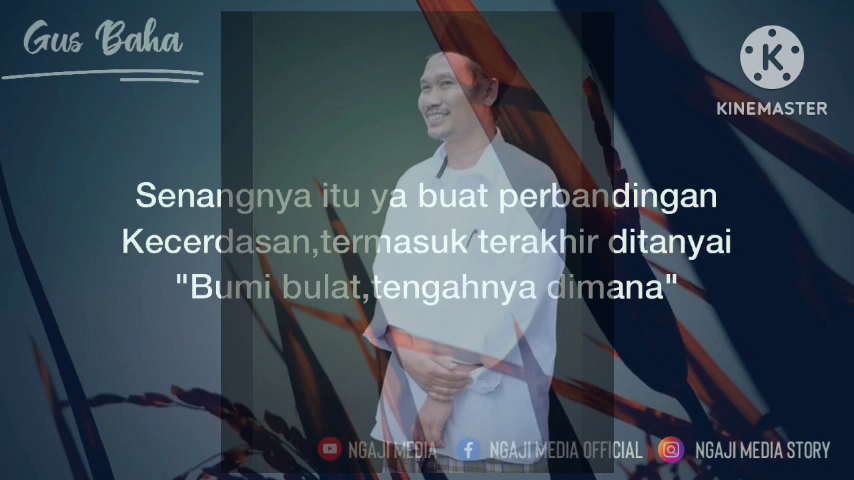 Gus Baha
KINEMASTER
Senangnya itu ya buat perbandingan
Kecerdasan,termasuk terakhir ditanyai
"Bumi bulat,tengahnya dimana"
NGAJI MEDIA NGAJI MEDIA OFFICIAL NGAJI MEDIA STORY